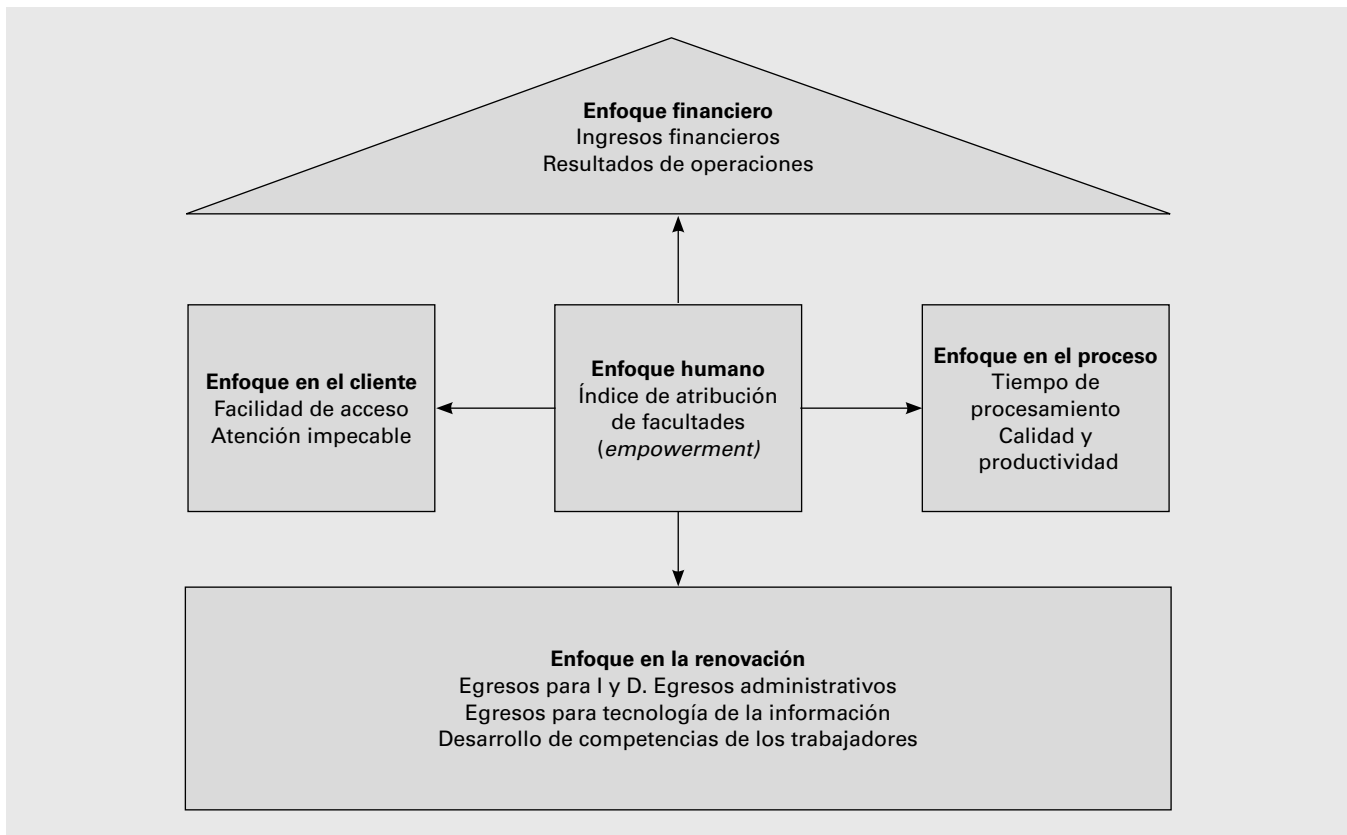 Enfoque financiero
Ingresos financieros
Resultados de operaciones
Enfoque en el cliente
Facilidad de acceso
Atención impecable
Enfoque humano
Índice de atribución
de facultades
(empowerment)
Enfoque en el proceso
Tiempo de
procesamiento
Calidad y
productividad
Enfoque en la renovación
Egresos para I y D. Egresos administrativos
Egresos para tecnología de la información
Desarrollo de competencias de los trabajadores